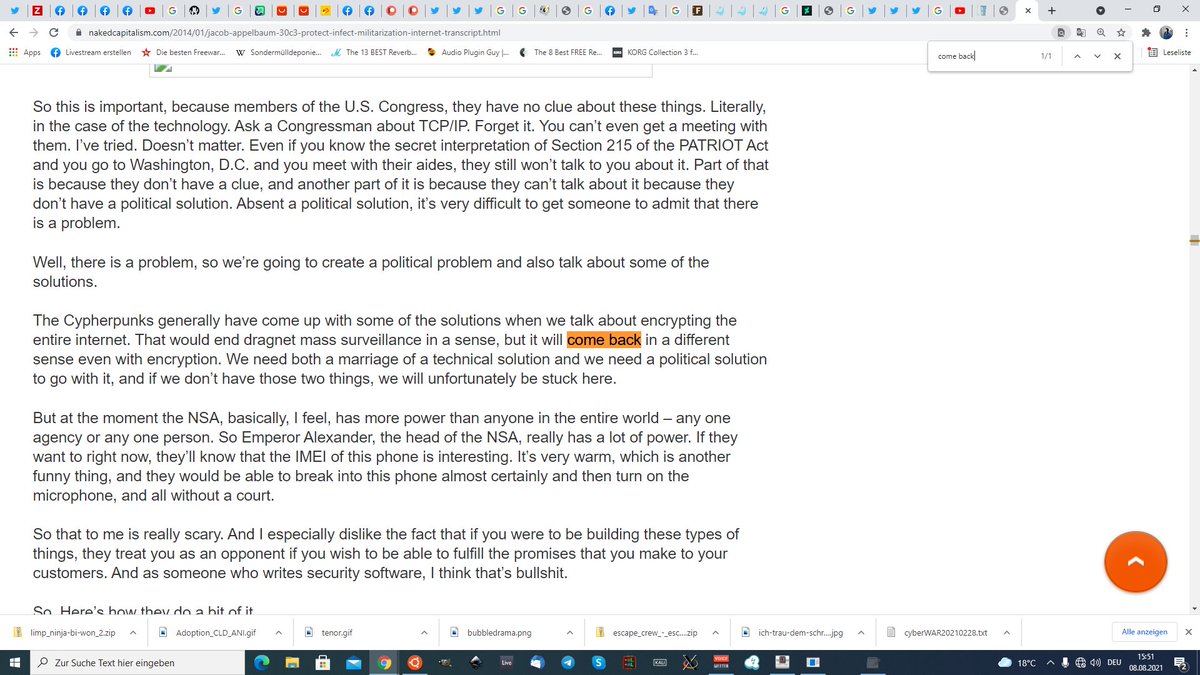 nakedcapitalism.com/2014/01/jacob-appelbaum-30c3-protect-infect-militarization-internet-transcript.html
Apps
Livestream erstellen
Die besten Freewar...
Sondermülldeponie...
The 13 BEST Reverb...
Audio Plugin Guy |...
The 8 Best FREE Re...
KORG Collection 3 f...
Leseliste
come back
1/1
So this is important, because members of the U.S. Congress, they have no clue about these things. Literally,
in the case of the technology. Ask a Congressman about TCP/IP. Forget it. You can’t even get a meeting with
them. I’ve tried. Doesn’t matter. Even if you know the secret interpretation of Section 215 of the PATRIOT Act
and you go to Washington, D.C. and you meet with their aides, they still won’t talk to you about it. Part of that
is because they don’t have a clue, and another part of it is because they can’t talk about it because they
don’t have a political solution. Absent a political solution, it’s very difficult to get someone to admit that there
is a problem.
Well, there is a problem, so we’re going to create a political problem and also talk about some of the
solutions.
The Cypherpunks generally have come up with some of the solutions when we talk about encrypting the
entire internet. That would end dragnet mass surveillance in a sense, but it will come back in a different
sense even with encryption. We need both a marriage of a technical solution and we need a political solution
to go with it, and if we don’t have those two things, we will unfortunately be stuck here.
But at the moment the NSA, basically, I feel, has more power than anyone in the entire world – any one
agency or any one person. So Emperor Alexander, the head of the NSA, really has a lot of power. If they
want to right now, they’ll know that the IMEI of this phone is interesting. It’s very warm, which is another
funny thing, and they would be able to break into this phone almost certainly and then turn on the
microphone, and all without a court.
So that to me is really scary. And I especially dislike the fact that if you were to be building these types of
things, they treat you as an opponent if you wish to be able to fulfill the promises that you make to your
customers. And as someone who writes security software, I think that’s bullshit.
So. Here’s how they do a bit of it
limp_ninja-bi-won_2.zip
Adoption_CLD_ANI.gif
tenor.gif
bubbledrama.png
escape_crew_-_esc....zip
ich-trau-dem-schr....jpg
cyberWAR20210228.txt
Alle anzeigen
Zur Suche Text hier eingeben
Live
18°C
DEU
15:51
08.08.2021
2